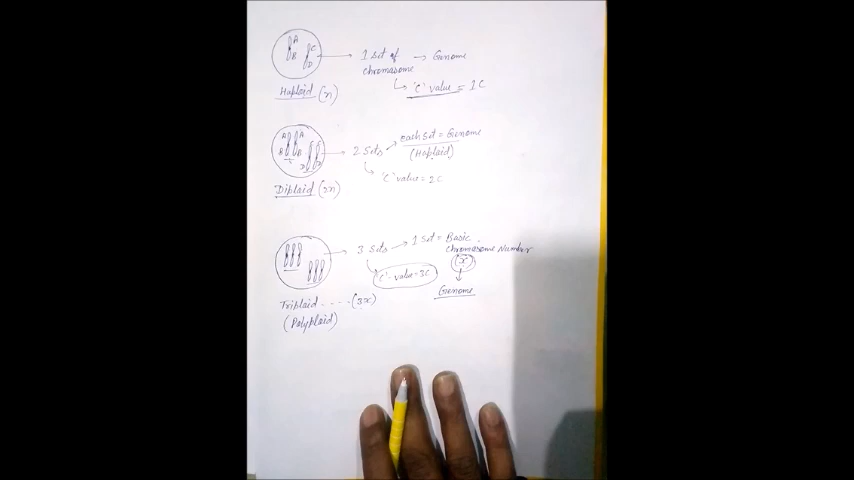 A
B
C
D
1 Set of → Genome
Chromosome
'C' value = 1C
Haploid (n)
A A
B B
2 Sets
each set = Genome
(Haploid)
'C' value = 2C
Diploid (2n)
3 Sets
1 Set = Basic
Chromosome Number
(x)
'C'-value-3C
Genome
Triploid ---- (3x)
(Polyploid)